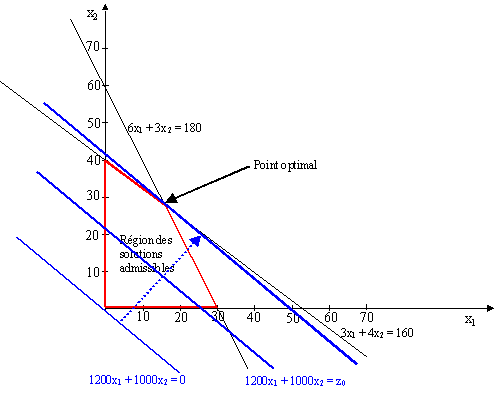 x₂
70
60
50
40
30
20
10
6x₁ + 3x₂ = 180
Point optimal
Région des
solutions
admissibles
10 20 30 40 50 60 70
x₁
3x₁ + 4x₂ = 160
1200x₁ + 1000x₂ = 0
1200x₁ + 1000x₂ = z₀